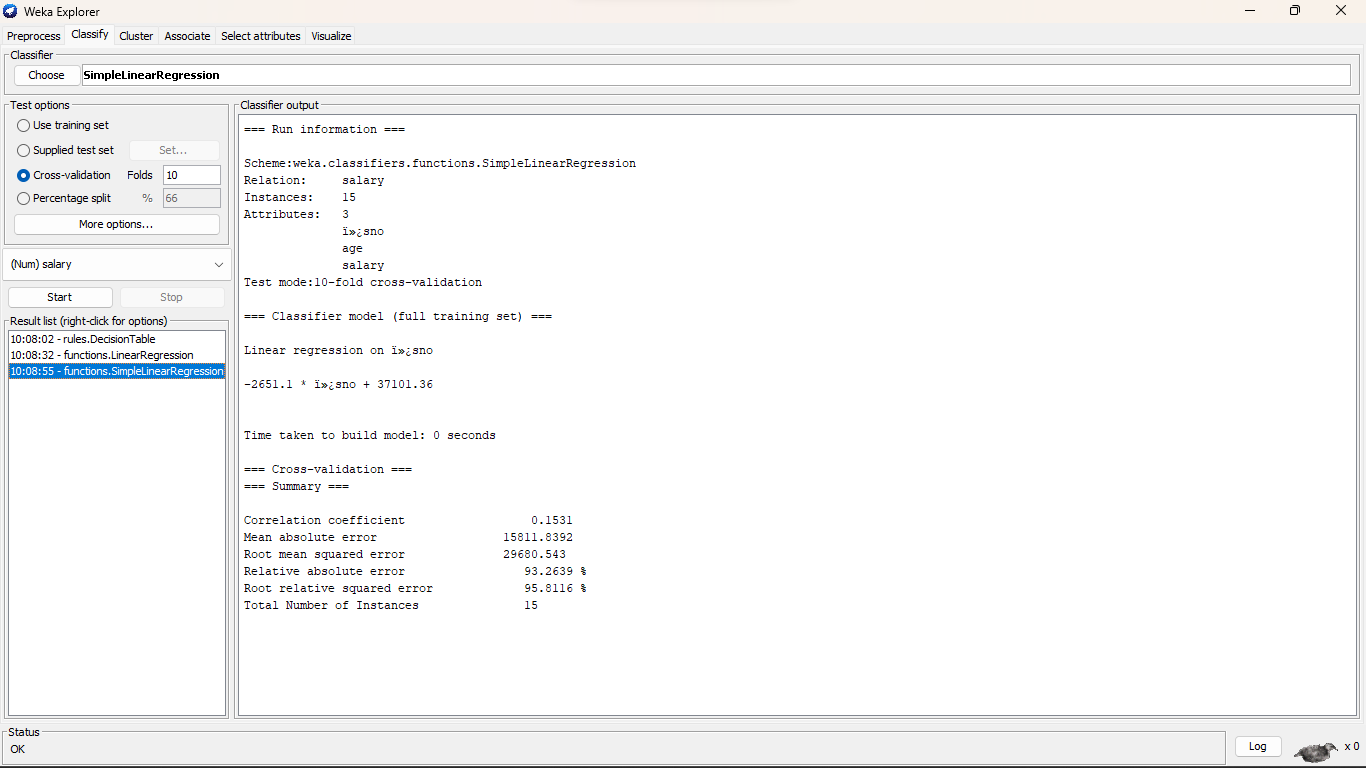 Weka Explorer
Preprocess Classify Cluster Associate Select attributes Visualize
Classifier
Choose SimpleLinearRegression
Test options
Use training set
Supplied test set Set...
Cross-validation Folds 10
Percentage split % 66
More options...
(Num) salary
Start Stop
Result list (right-click for options)
10:08:02 - rules.DecisionTable
10:08:32 - functions.LinearRegression
10:08:55 - functions.SimpleLinearRegression
Classifier output
=== Run information ===
Scheme:weka.classifiers.functions.SimpleLinearRegression
Relation: salary
Instances: 15
Attributes: 3
ï»¿sno
age
salary
Test mode:10-fold cross-validation
=== Classifier model (full training set) ===
Linear regression on ï»¿sno
-2651.1 * ï»¿sno + 37101.36
Time taken to build model: 0 seconds
=== Cross-validation ===
=== Summary ===
Correlation coefficient 0.1531
Mean absolute error 15811.8392
Root mean squared error 29680.543
Relative absolute error 93.2639 %
Root relative squared error 95.8116 %
Total Number of Instances 15
Status
OK
Log x 0